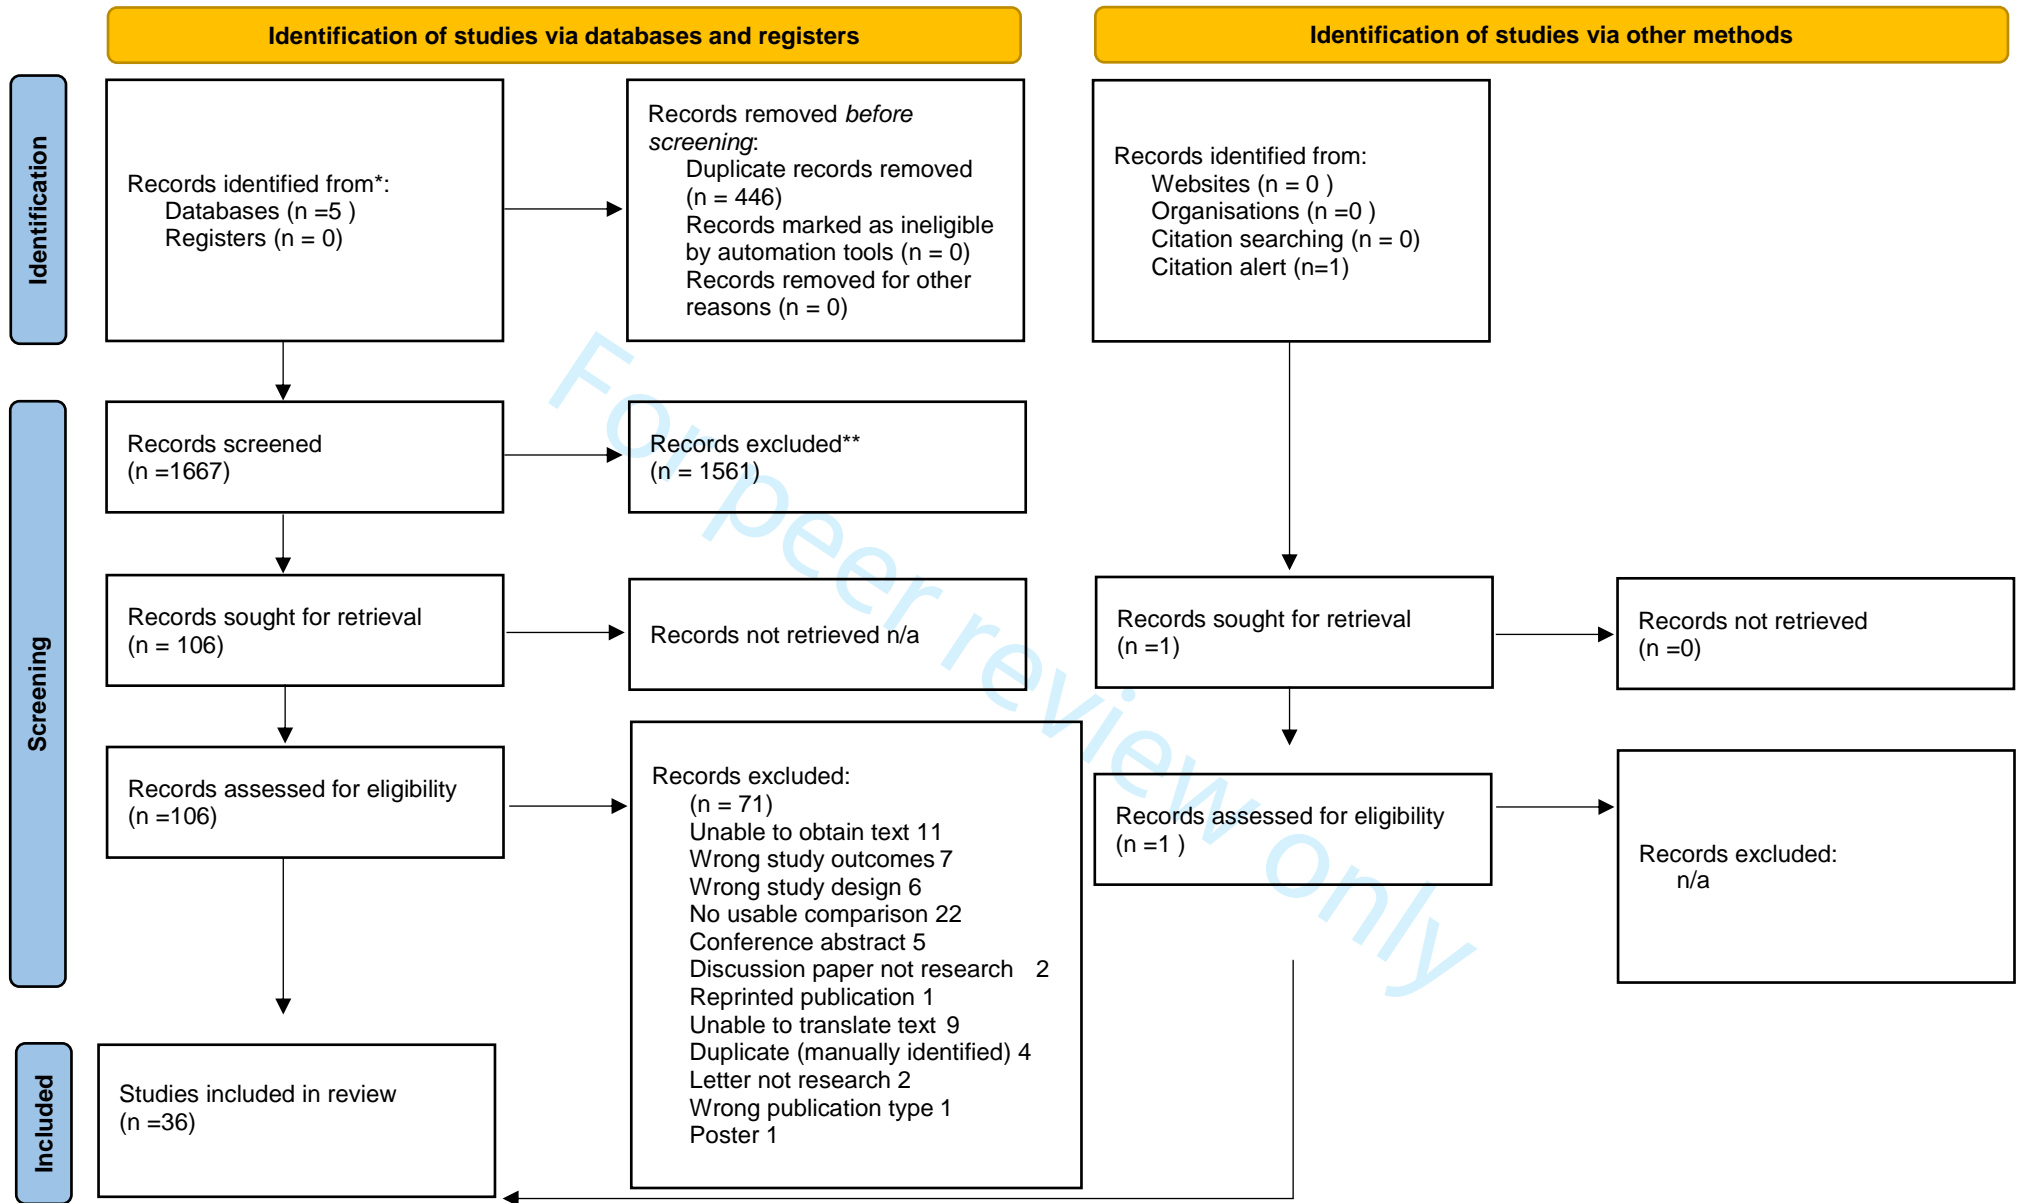 Identification of studies via databases and registers
Identification of studies via other methods
Identification
Records identified from*:
Databases (n =5 )
Registers (n = 0)
Records removed before
screening:
Duplicate records removed
(n = 446)
Records marked as ineligible
by automation tools (n = 0)
Records removed for other
reasons (n = 0)
Records identified from:
Websites (n = 0 )
Organisations (n =0 )
Citation searching (n = 0)
Citation alert (n=1)
Screening
Records screened
(n =1667)
Records excluded**
(n = 1561)
Records sought for retrieval
(n = 106)
Records not retrieved n/a
Records sought for retrieval
(n =1)
Records not retrieved
(n =0)
Records assessed for eligibility
(n =106)
Records excluded:
(n = 71)
Unable to obtain text 11
Wrong study outcomes 7
Wrong study design 6
No usable comparison 22
Conference abstract 5
Discussion paper not research 2
Reprinted publication 1
Unable to translate text 9
Duplicate (manually identified) 4
Letter not research 2
Wrong publication type 1
Poster 1
Records assessed for eligibility
(n =1 )
Records excluded:
n/a
Included
Studies included in review
(n =36)
For peer review only